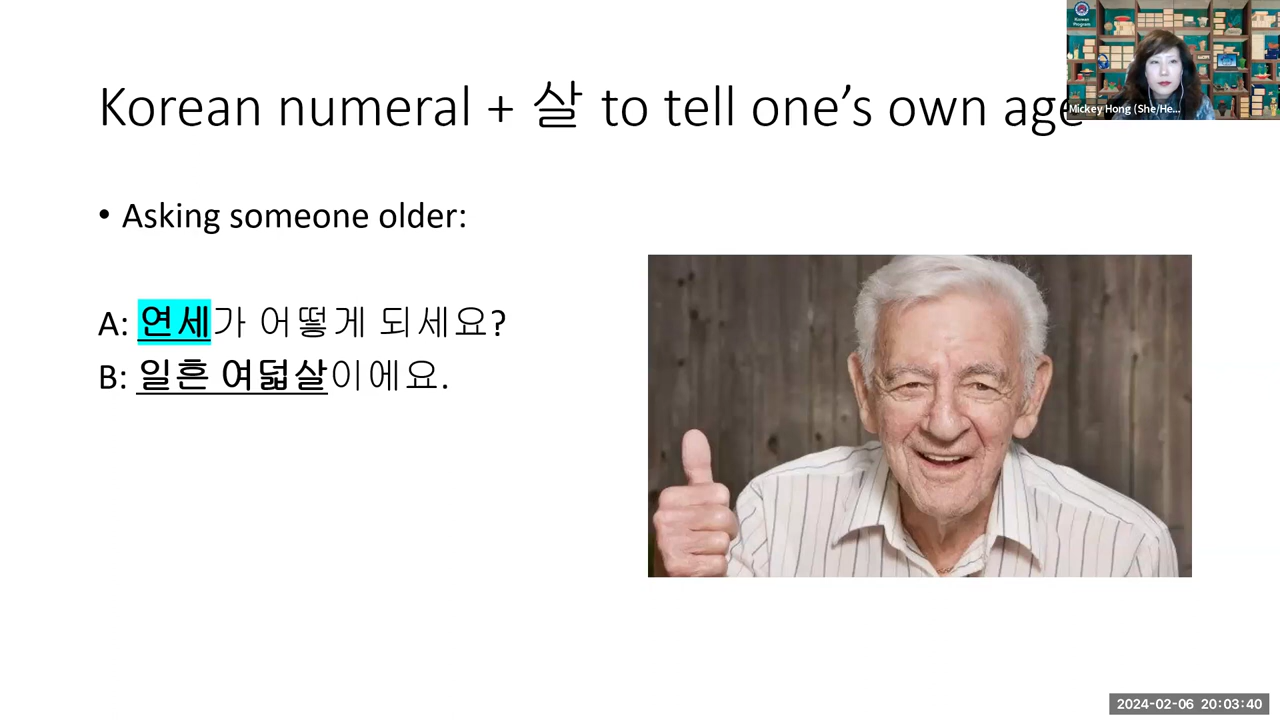 Korean Program
Mickey Hong (She/He...
Korean numeral + 살 to tell one’s own age
• Asking someone older:
A: 연세가 어떻게 되세요?
B: 일흔 여덟살이에요.
2024-02-06 20:03:40